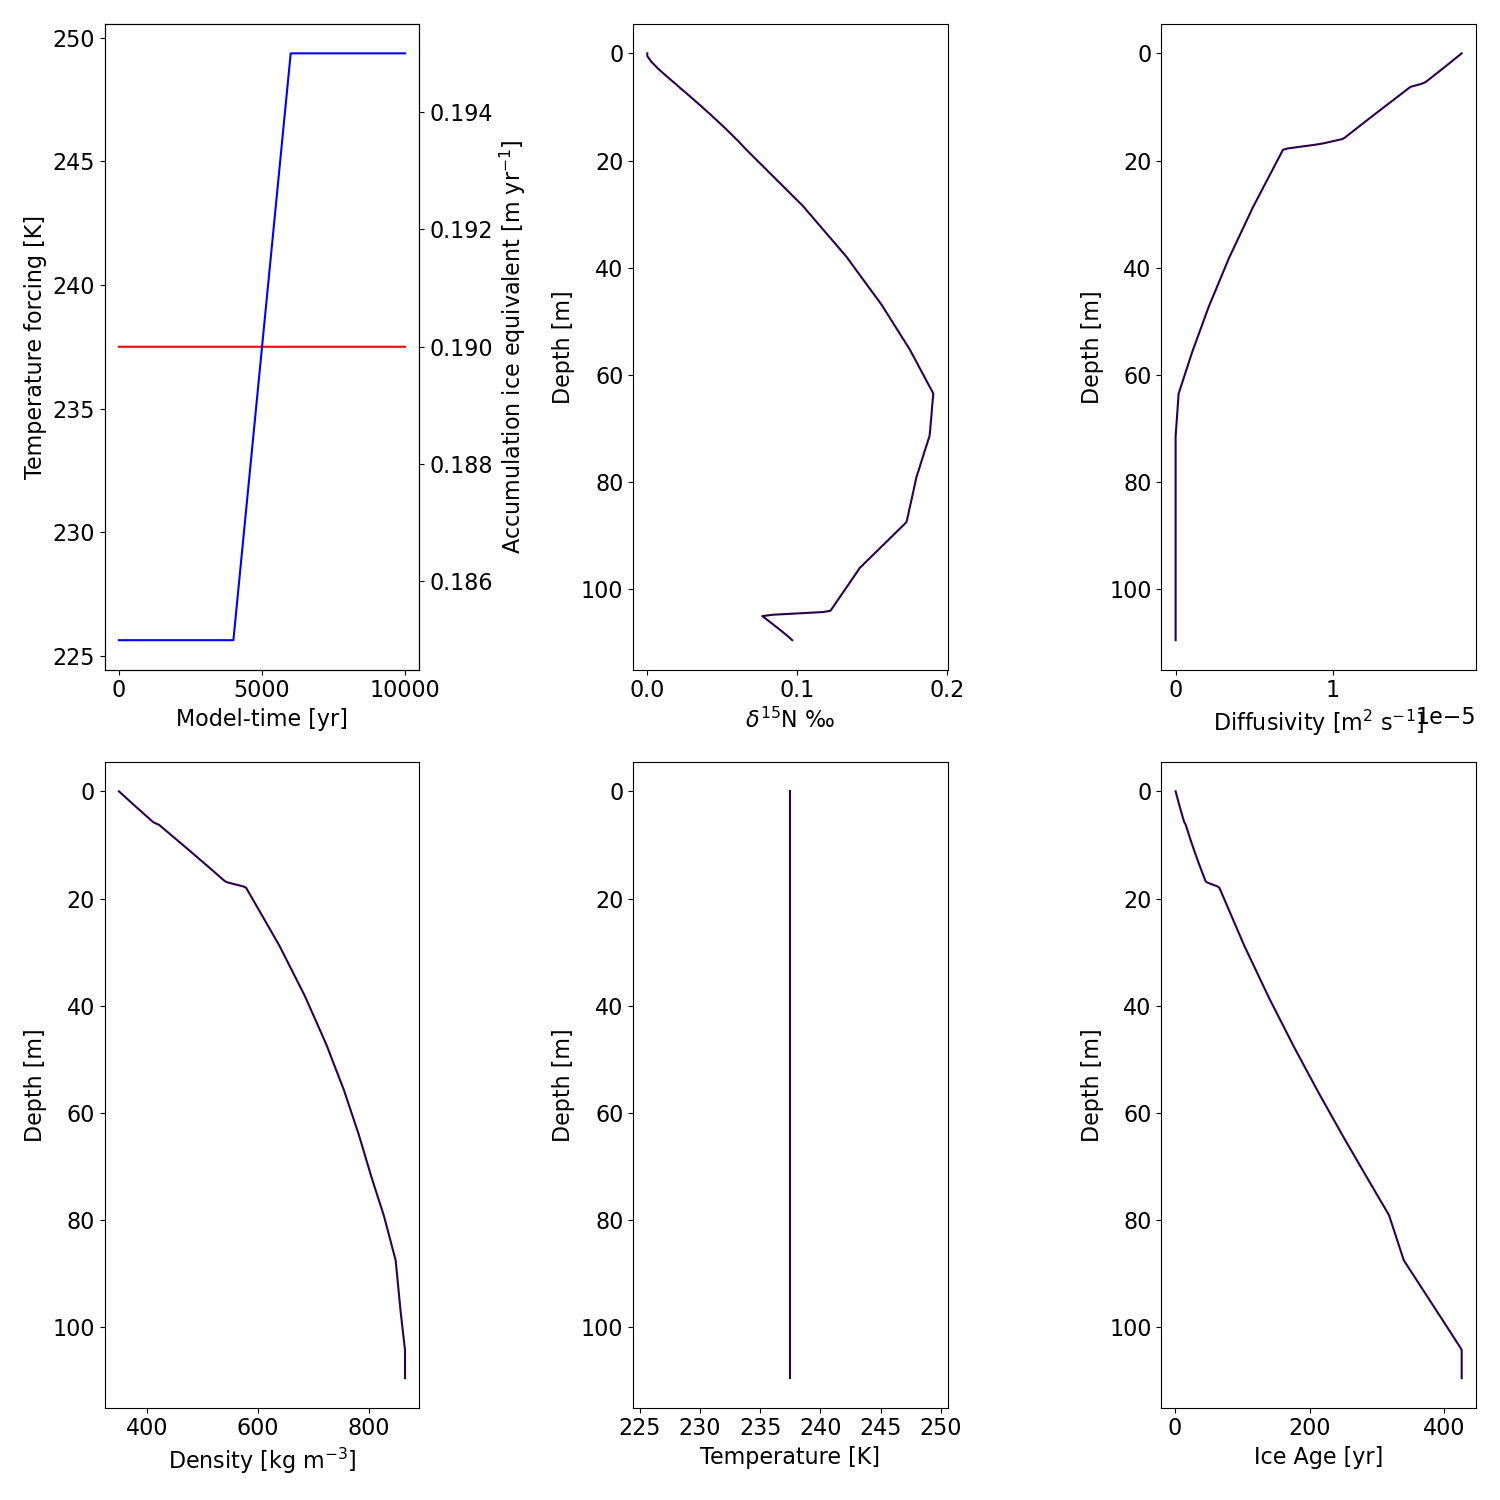 250
245
240
235
230
225
Temperature forcing [K]
0 5000 10000
Model-time [yr]
0.194
0.192
0.190
0.188
0.186
Accumulation ice equivalent [m yr⁻¹]
0
20
40
60
80
100
Depth [m]
0.0 0.1 0.2
δ¹⁵N ‰
0
20
40
60
80
100
Depth [m]
0 1
Diffusivity [m² s⁻¹]
1e−5
0
20
40
60
80
100
Depth [m]
400 600 800
Density [kg m⁻³]
0
20
40
60
80
100
Depth [m]
225 230 235 240 245 250
Temperature [K]
0
20
40
60
80
100
Depth [m]
0 200 400
Ice Age [yr]